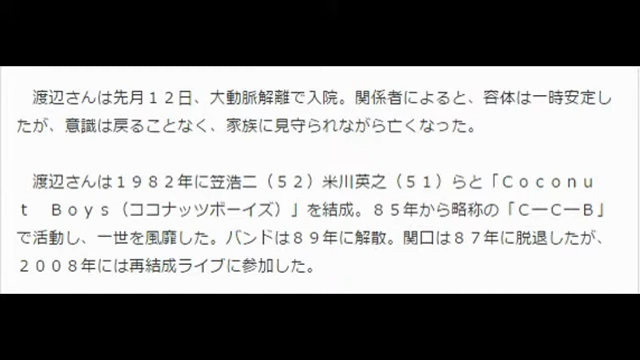 渡辺さんは先月１２日、大動脈解離で入院。関係者によると、容体は一時安定し
たが、意識は戻ることなく、家族に見守られながら亡くなった。
渡辺さんは１９８２年に笠浩二（５２）米川英之（５１）らと「Ｃｏｃｏｎｕ
ｔ　Ｂｏｙｓ（ココナッツボーイズ）」を結成。８５年から略称の「Ｃ―Ｃ―Ｂ」
で活動し、一世を風靡した。バンドは８９年に解散。関口は８７年に脱退したが、
２００８年には再結成ライブに参加した。